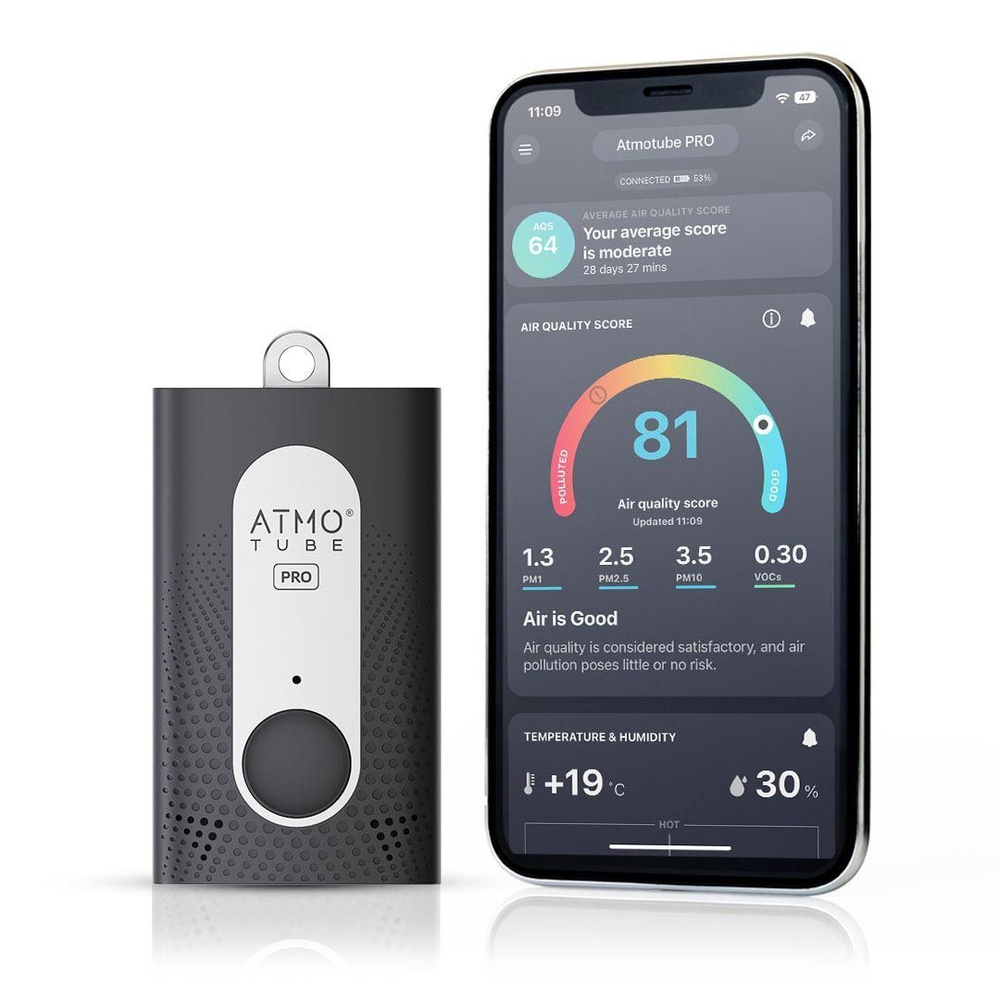 ATMO®
TUBE
PRO
11:09
47
Atmotube PRO
CONNECTED 53%
AQS
64
AVERAGE AIR QUALITY SCORE
Your average score
is moderate
28 days 27 mins
AIR QUALITY SCORE
POLLUTED
81
GOOD
Air quality score
Updated 11:09
1.3 2.5 3.5 0.30
PM1 PM2.5 PM10 VOCs
Air is Good
Air quality is considered satisfactory, and air
pollution poses little or no risk.
TEMPERATURE & HUMIDITY
+19 °C 30 %
HOT